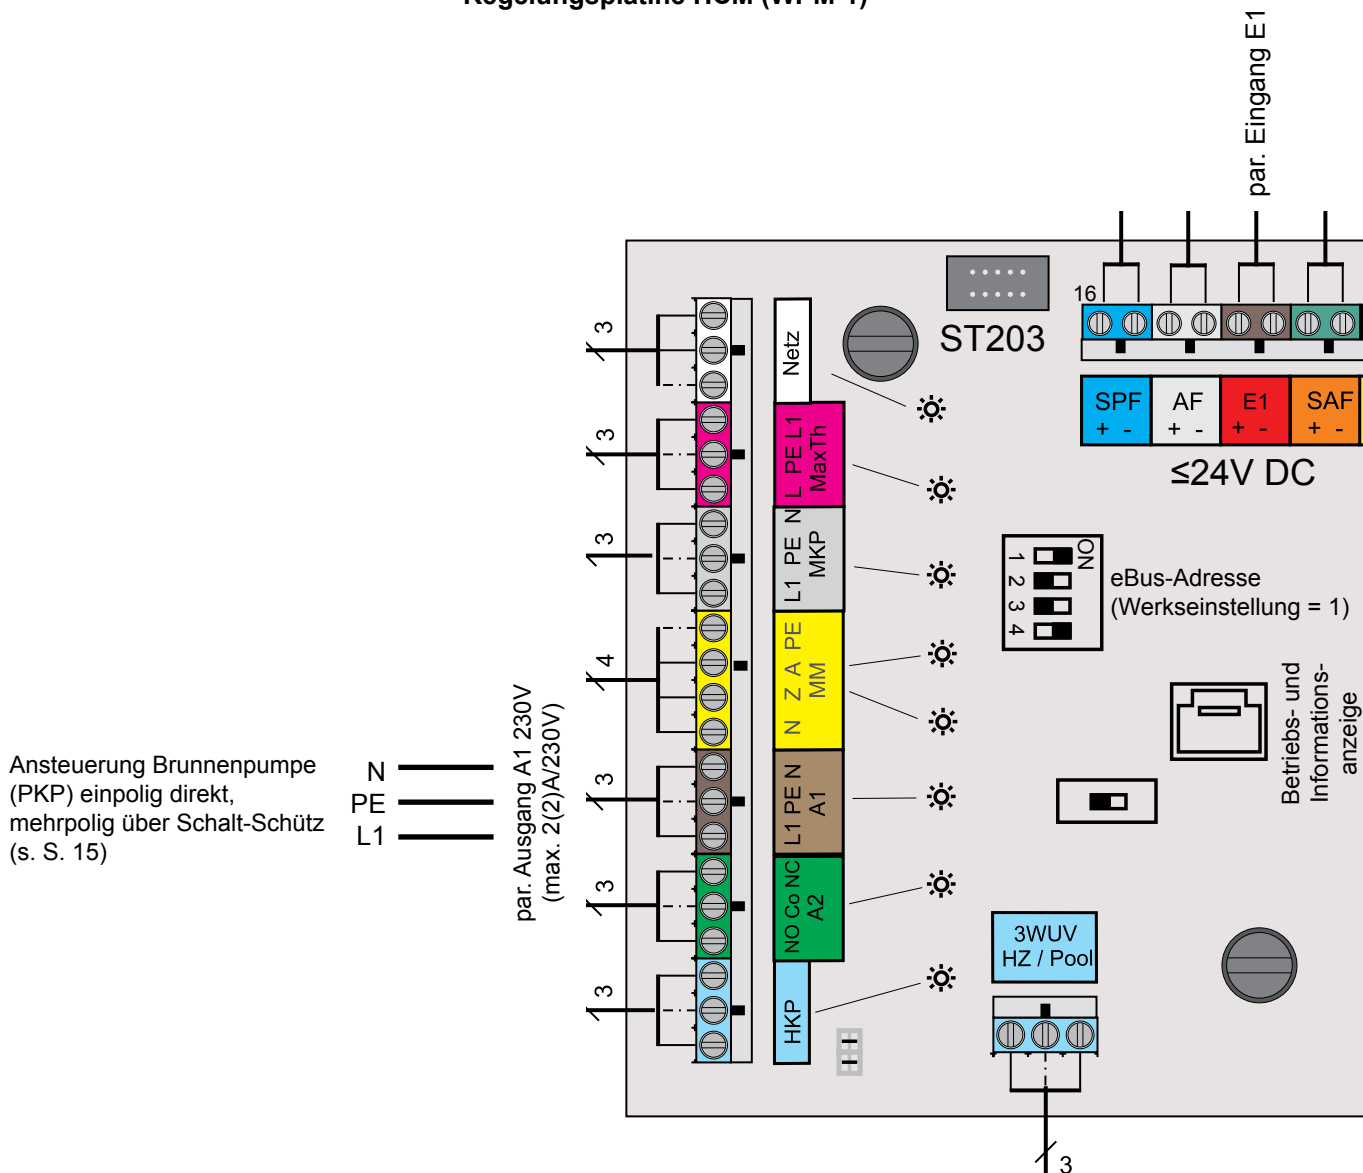 par. Eingang E1
16
ST203
SPF
+ -
AF
+ -
E1
+ -
SAF
+ -
≤24V DC
3
Netz
3
L PE L1
MaxTh
3
L1 PE N
MKP
4
N Z A PE
MM
3
L1 PE N
A1
3
NO Co NC
A2
3
HKP
ON
1
2
3
4
eBus-Adresse
(Werkseinstellung = 1)
Betriebs- und
Informations-
anzeige
Ansteuerung Brunnenpumpe
(PKP) einpolig direkt,
mehrpolig über Schalt-Schütz
(s. S. 15)
N
PE
L1
par. Ausgang A1 230V
(max. 2(2)A/230V)
3WUV
HZ / Pool
3